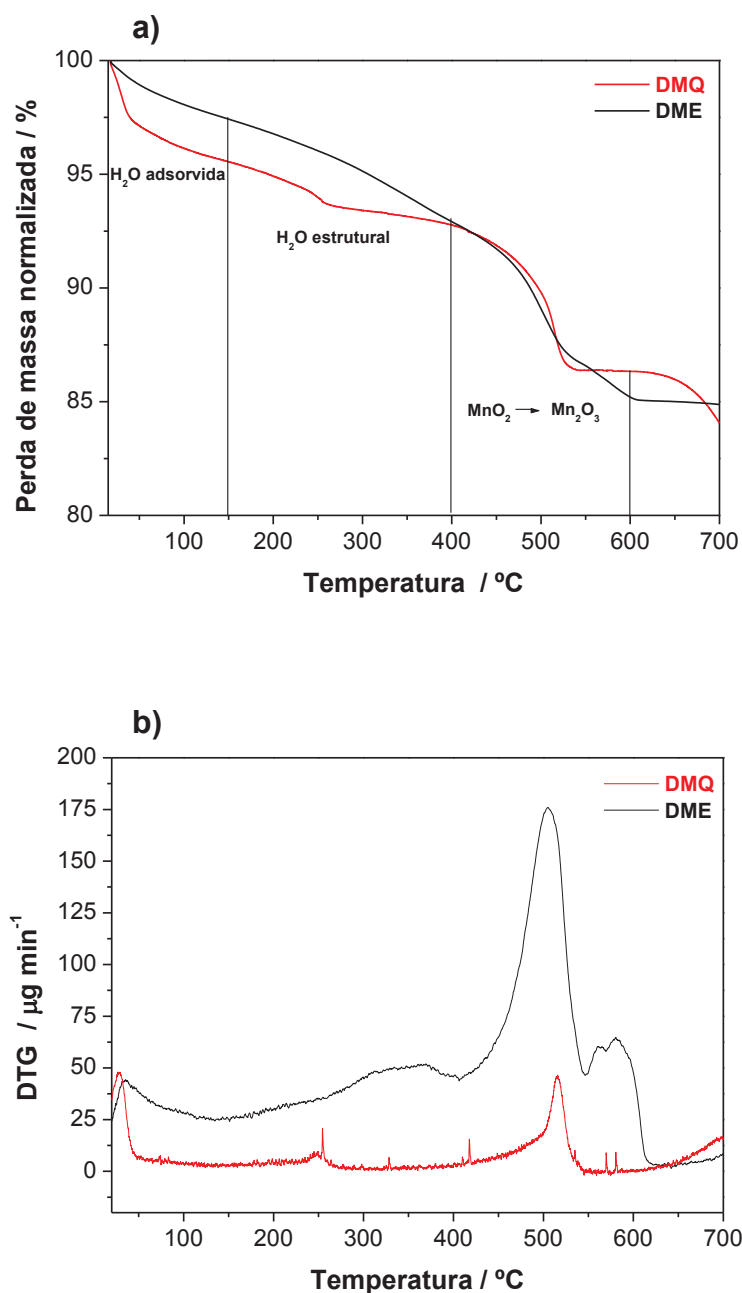 a)
100
95
90
85
80
Perda de massa normalizada / %
DMQ
DME
H₂O adsorvida
H₂O estrutural
MnO₂ → Mn₂O₃
100 200 300 400 500 600 700
Temperatura / ºC
b)
200
175
150
125
100
75
50
25
0
DTG / μg min⁻¹
DMQ
DME
100 200 300 400 500 600 700
Temperatura / ºC